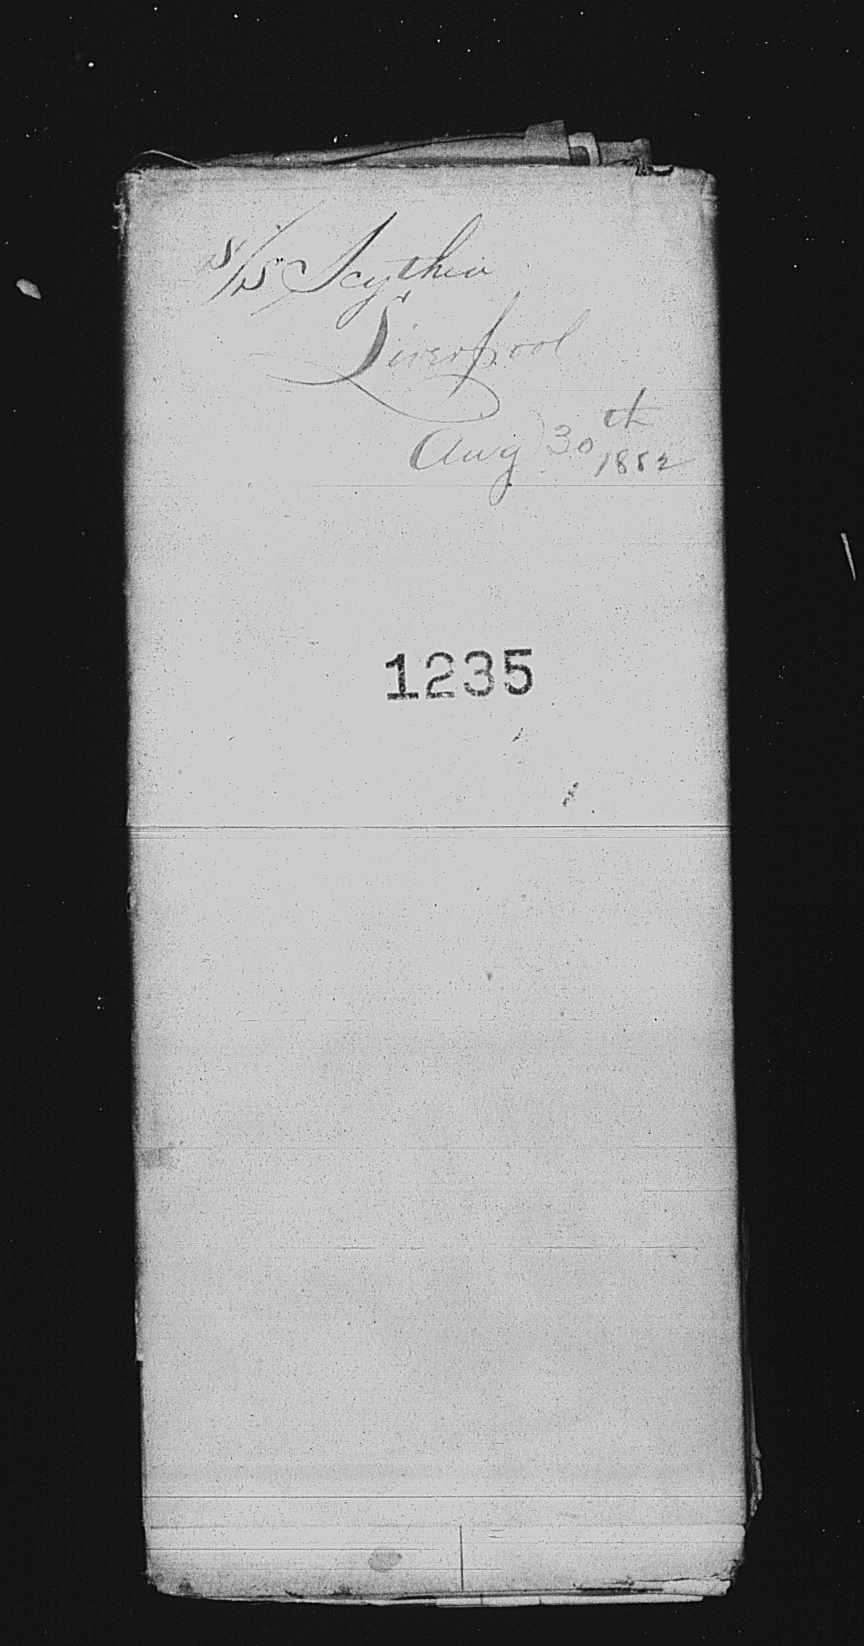 S/S Scythia
Liverpool
Aug 30th
1882
1235